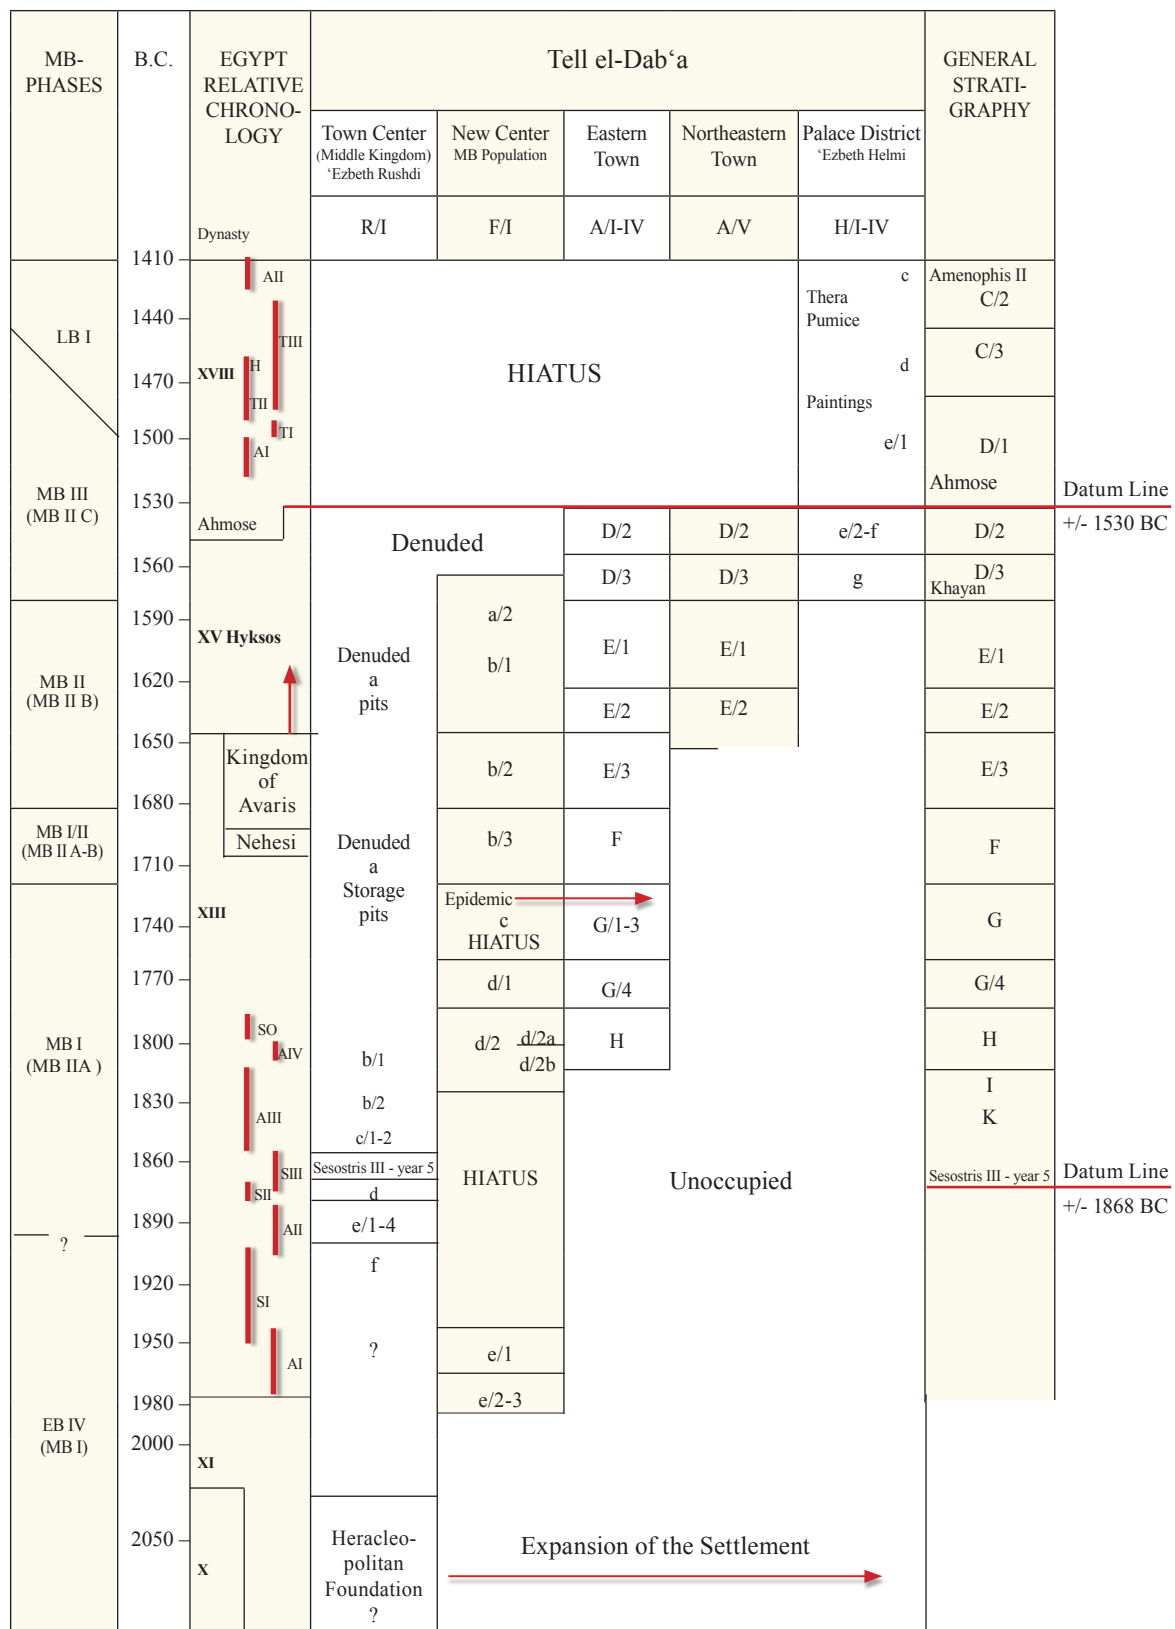 MB-
PHASES
B.C.
EGYPT
RELATIVE
CHRONO-
LOGY
Dynasty
Tell el-Dab‘a
GENERAL
STRATI-
GRAPHY
Town Center
(Middle Kingdom)
‘Ezbeth Rushdi
New Center
MB Population
Eastern
Town
Northeastern
Town
Palace District
‘Ezbeth Helmi
R/I
F/I
A/I-IV
A/V
H/I-IV
LB I
MB III
(MB II C)
MB II
(MB II B)
MB I/II
(MB II A-B)
MB I
(MB IIA )
?
EB IV
(MB I)
1410
1440
1470
1500
1530
1560
1590
1620
1650
1680
1710
1740
1770
1800
1830
1860
1890
1920
1950
1980
2000
2050
AII
TIII
H
XVIII
TII
TI
AI
Ahmose
XV Hyksos
Kingdom
of
Avaris
Nehesi
XIII
SO
AIV
AIII
SIII
SII
AII
SI
AI
XI
X
HIATUS
Denuded
Denuded
a
pits
Denuded
a
Storage
pits
b/1
b/2
c/1-2
Sesostris III - year 5
d
e/1-4
f
?
Heracleo-
politan
Foundation
?
a/2
b/1
b/2
b/3
Epidemic
c
HIATUS
d/1
d/2
d/2a
d/2b
HIATUS
e/1
e/2-3
D/2
D/3
E/1
E/2
E/3
F
G/1-3
G/4
H
D/2
D/3
E/1
E/2
Unoccupied
Expansion of the Settlement
c
Thera
Pumice
d
Paintings
e/1
e/2-f
g
Amenophis II
C/2
C/3
D/1
Ahmose
D/2
D/3
Khayan
E/1
E/2
E/3
F
G
G/4
H
I
K
Sesostris III - year 5
Datum Line
+/- 1530 BC
Datum Line
+/- 1868 BC